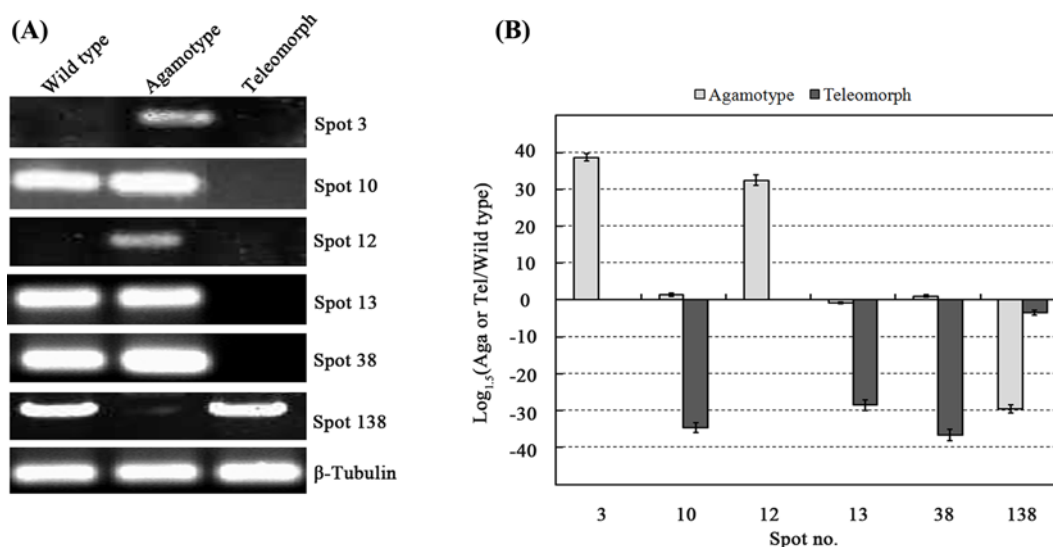 (A)
Wild type
Agamotype
Teleomorph
Spot 3
Spot 10
Spot 12
Spot 13
Spot 38
Spot 138
β-Tubulin
(B)
Agamotype Teleomorph
Log1.5(Aga or Tel/Wild type)
40
30
20
10
0
-10
-20
-30
-40
3 10 12 13 38 138
Spot no.